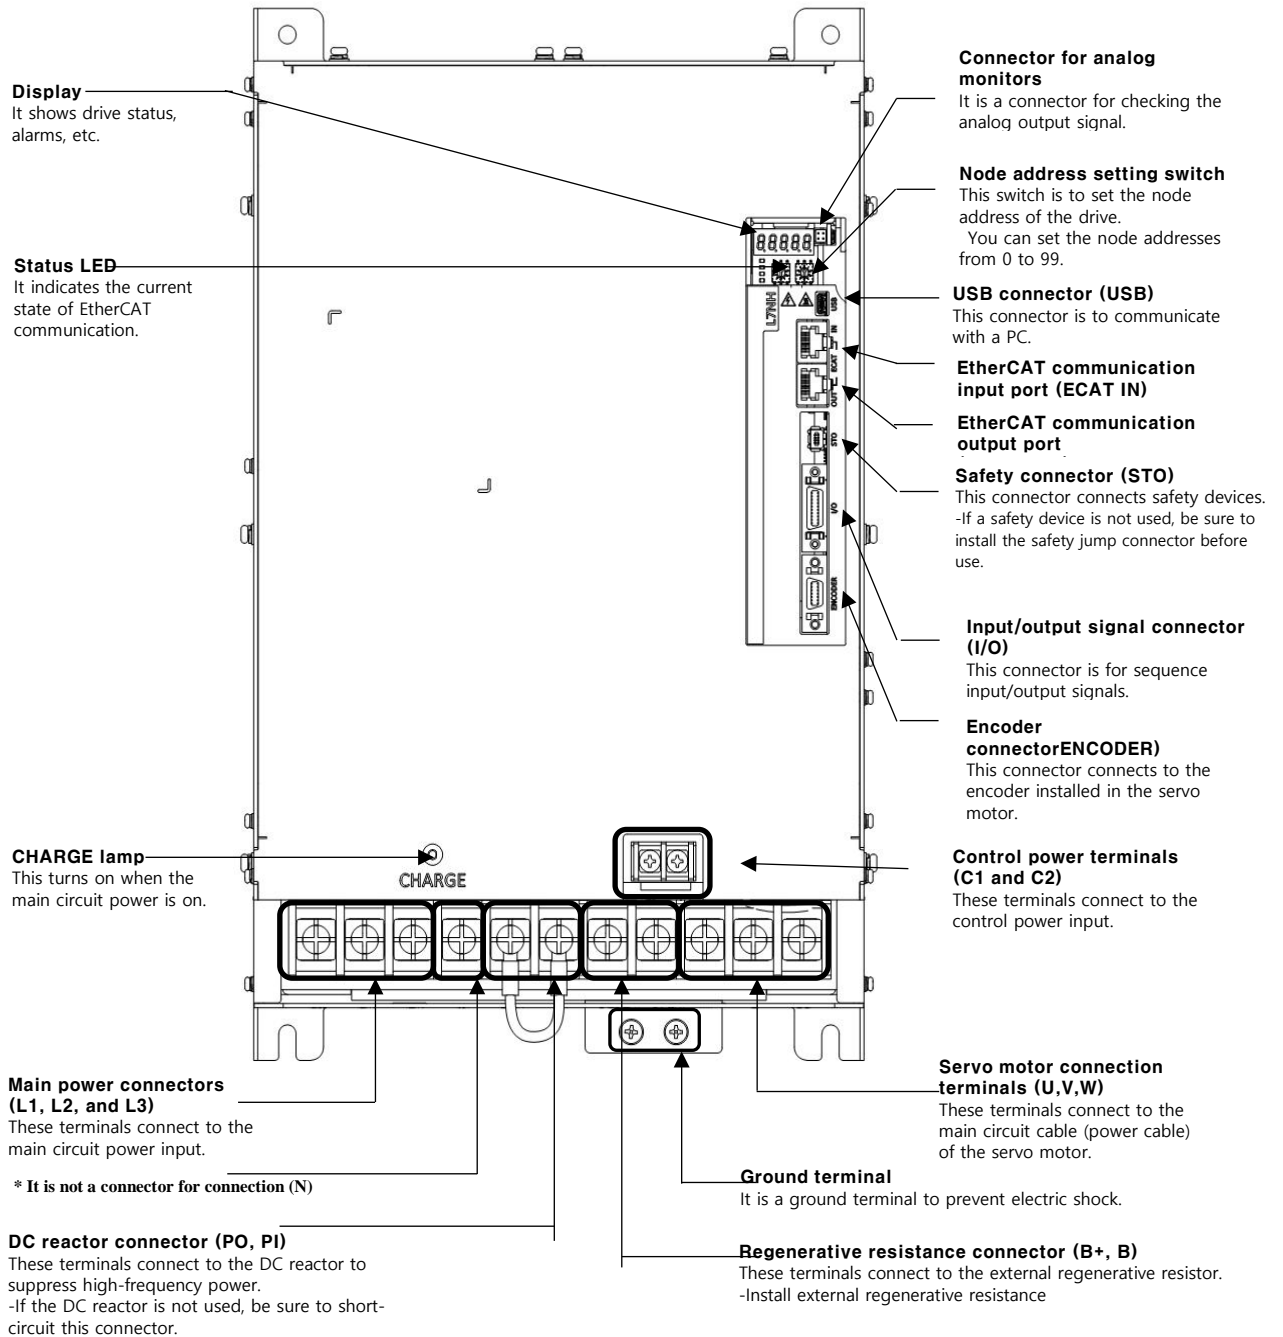 Display
It shows drive status,
alarms, etc.
Status LED
It indicates the current
state of EtherCAT
communication.
CHARGE lamp
This turns on when the
main circuit power is on.
Main power connectors
(L1, L2, and L3)
These terminals connect to the
main circuit power input.
* It is not a connector for connection (N)
DC reactor connector (PO, PI)
These terminals connect to the DC reactor to
suppress high-frequency power.
-If the DC reactor is not used, be sure to short-
circuit this connector.
CHARGE
L7NH
USB
IN
ECAT
OUT
STO
I/O
ENCODER
Connector for analog
monitors
It is a connector for checking the
analog output signal.
Node address setting switch
This switch is to set the node
address of the drive.
You can set the node addresses
from 0 to 99.
USB connector (USB)
This connector is to communicate
with a PC.
EtherCAT communication
input port (ECAT IN)
EtherCAT communication
output port
Safety connector (STO)
This connector connects safety devices.
-If a safety device is not used, be sure to
install the safety jump connector before
use.
Input/output signal connector
(I/O)
This connector is for sequence
input/output signals.
Encoder
connectorENCODER)
This connector connects to the
encoder installed in the servo
motor.
Control power terminals
(C1 and C2)
These terminals connect to the
control power input.
Servo motor connection
terminals (U,V,W)
These terminals connect to the
main circuit cable (power cable)
of the servo motor.
Ground terminal
It is a ground terminal to prevent electric shock.
Regenerative resistance connector (B+, B)
These terminals connect to the external regenerative resistor.
-Install external regenerative resistance